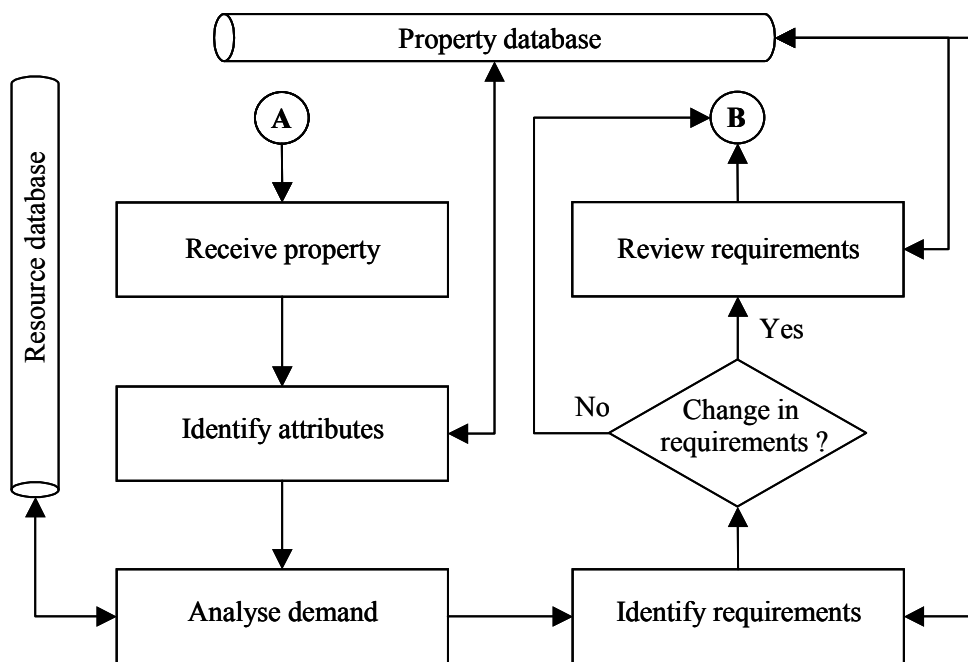 Property database
Resource database
A
B
Receive property
Review requirements
Yes
No
Identify attributes
Change in
requirements ?
Analyse demand
Identify requirements